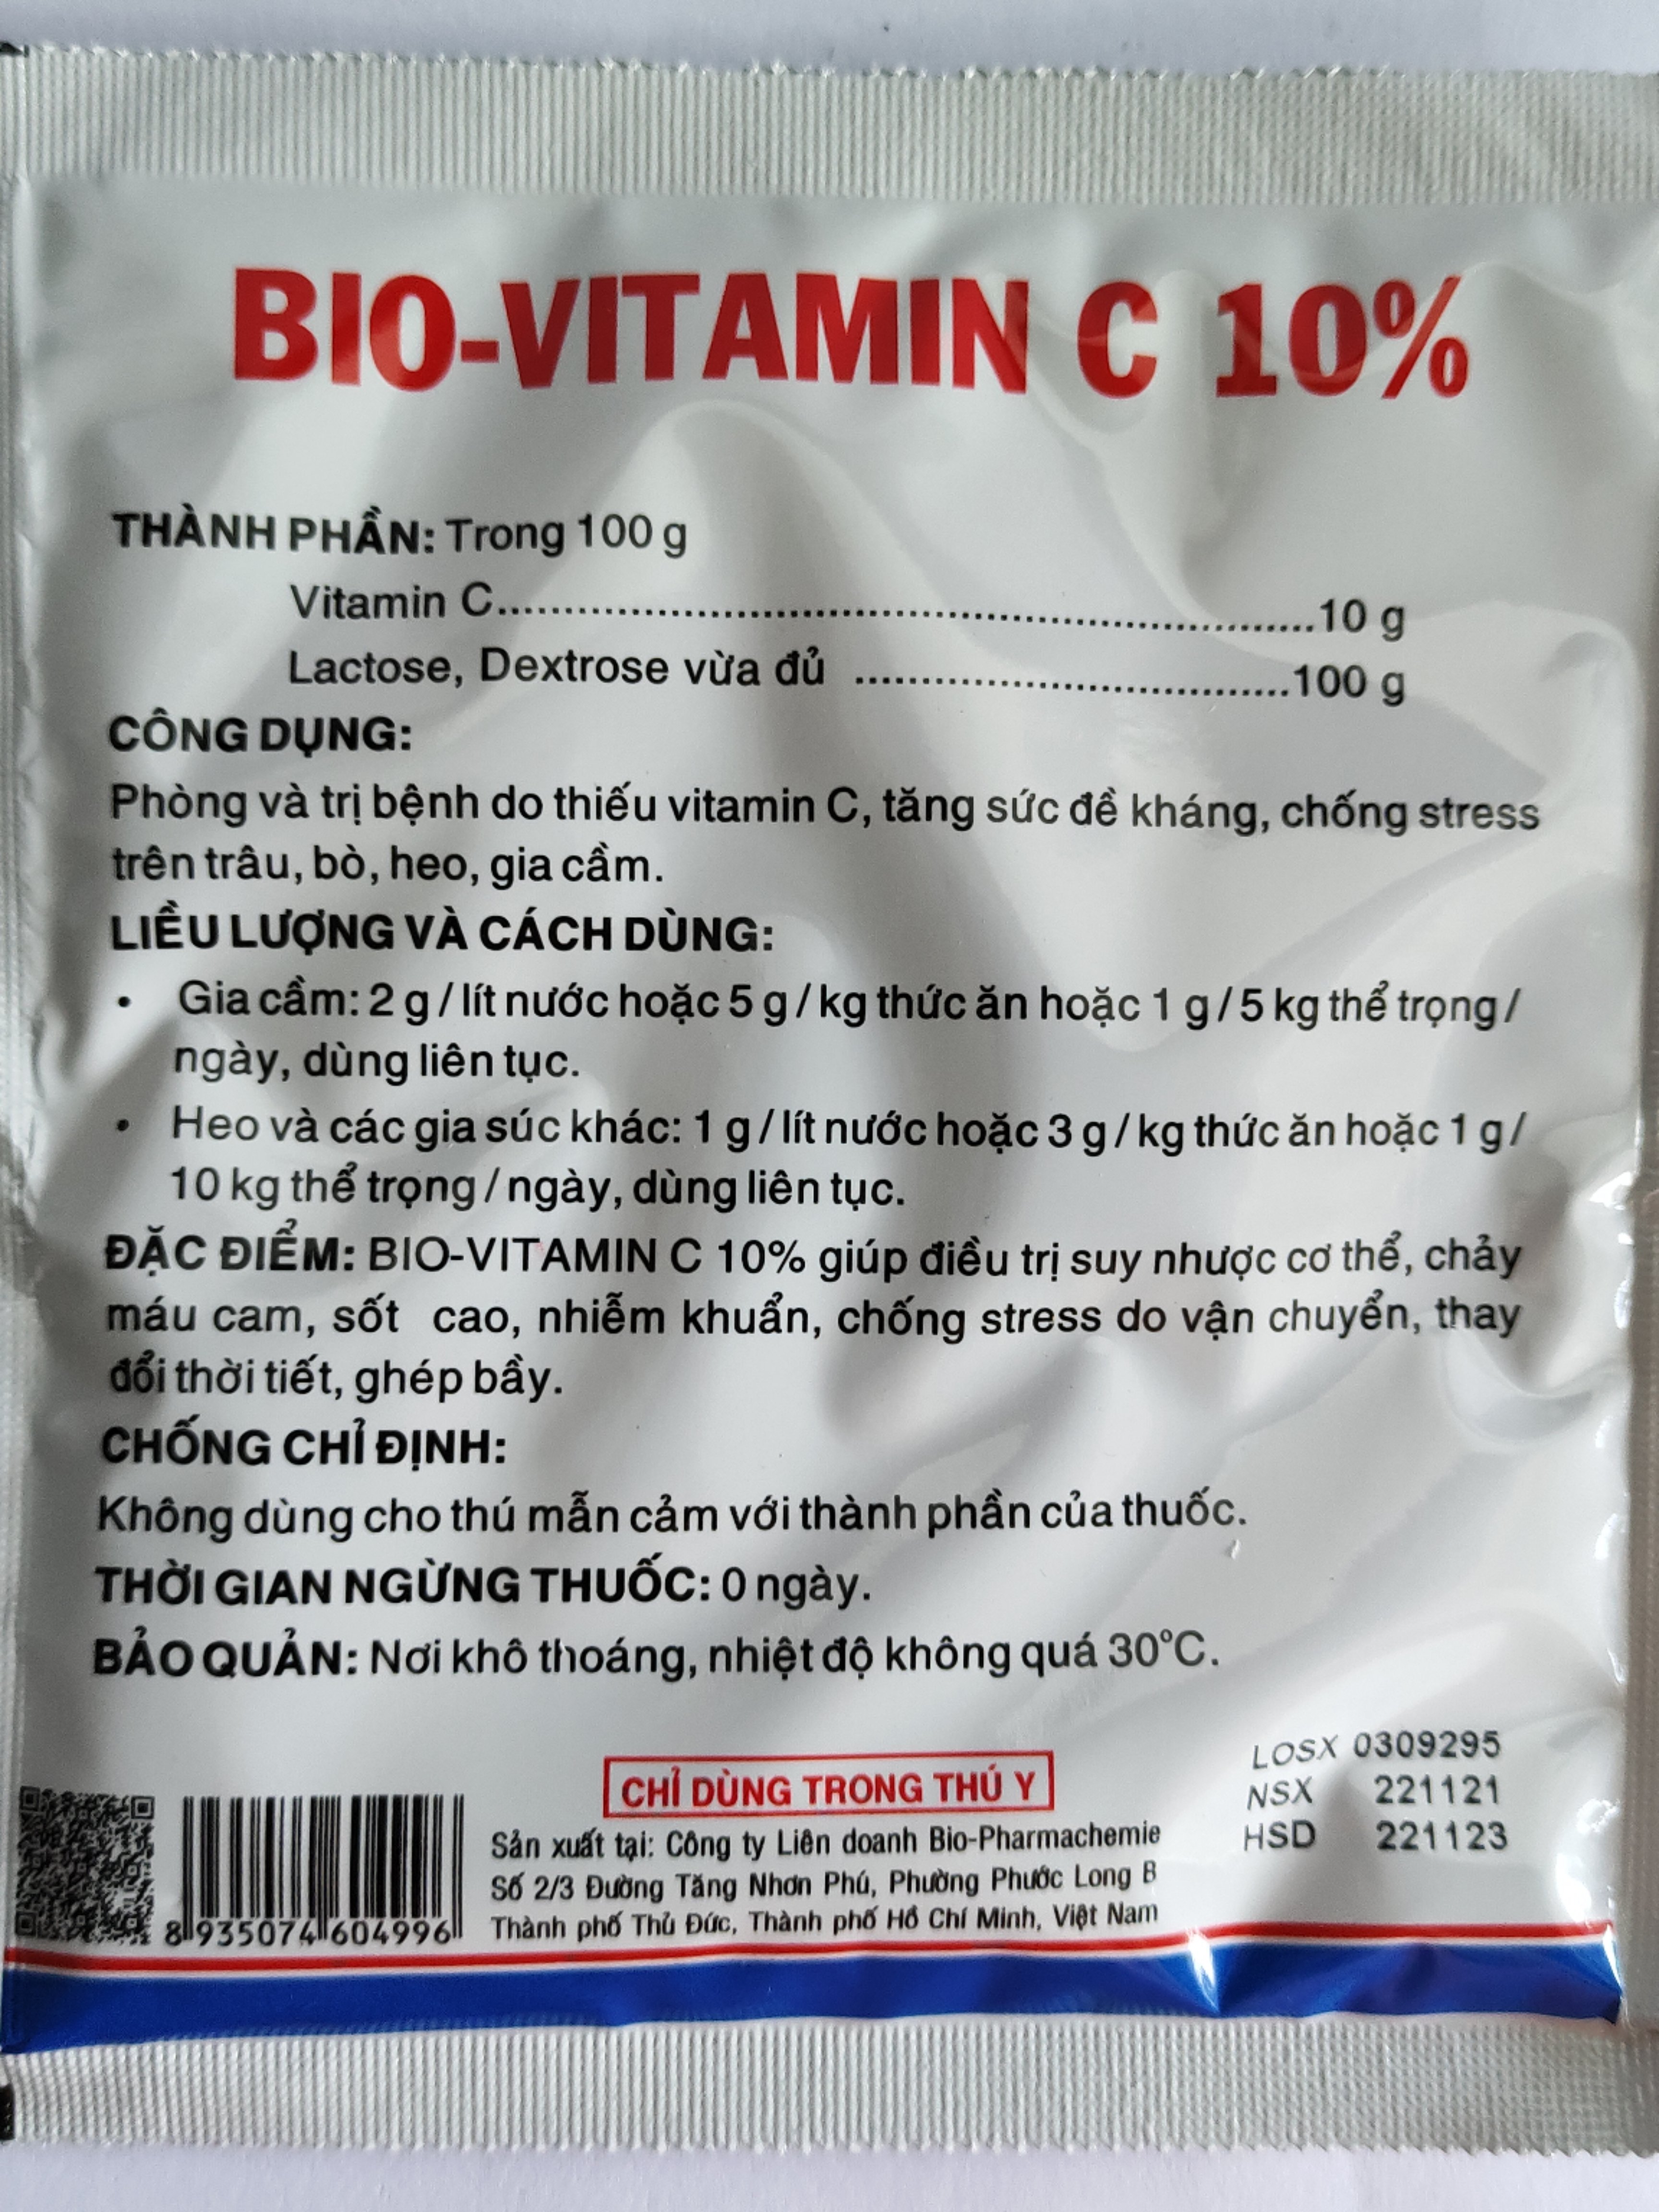 BIO-VITAMIN C 10%
THÀNH PHẦN: Trong 100 g
Vitamin C..............................................................10 g
Lactose, Dextrose vừa đủ .................................100 g
CÔNG DỤNG:
Phòng và trị bệnh do thiếu vitamin C, tăng sức đề kháng, chống stress
trên trâu, bò, heo, gia cầm.
LIỀU LƯỢNG VÀ CÁCH DÙNG:
• Gia cầm: 2 g / lít nước hoặc 5 g / kg thức ăn hoặc 1 g / 5 kg thể trọng /
ngày, dùng liên tục.
• Heo và các gia súc khác: 1 g / lít nước hoặc 3 g / kg thức ăn hoặc 1 g /
10 kg thể trọng / ngày, dùng liên tục.
ĐẶC ĐIỂM: BIO-VITAMIN C 10% giúp điều trị suy nhược cơ thể, chảy
máu cam, sốt cao, nhiễm khuẩn, chống stress do vận chuyển, thay
đổi thời tiết, ghép bầy.
CHỐNG CHỈ ĐỊNH:
Không dùng cho thú mẫn cảm với thành phần của thuốc.
THỜI GIAN NGỪNG THUỐC: 0 ngày.
BẢO QUẢN: Nơi khô thoáng, nhiệt độ không quá 30°C.
LOSX 0309295
NSX 221121
HSD 221123
CHỈ DÙNG TRONG THÚ Y
Sản xuất tại: Công ty Liên doanh Bio-Pharmachemie
Số 2/3 Đường Tăng Nhơn Phú, Phường Phước Long B
Thành phố Thủ Đức, Thành phố Hồ Chí Minh, Việt Nam
8 935074 604996